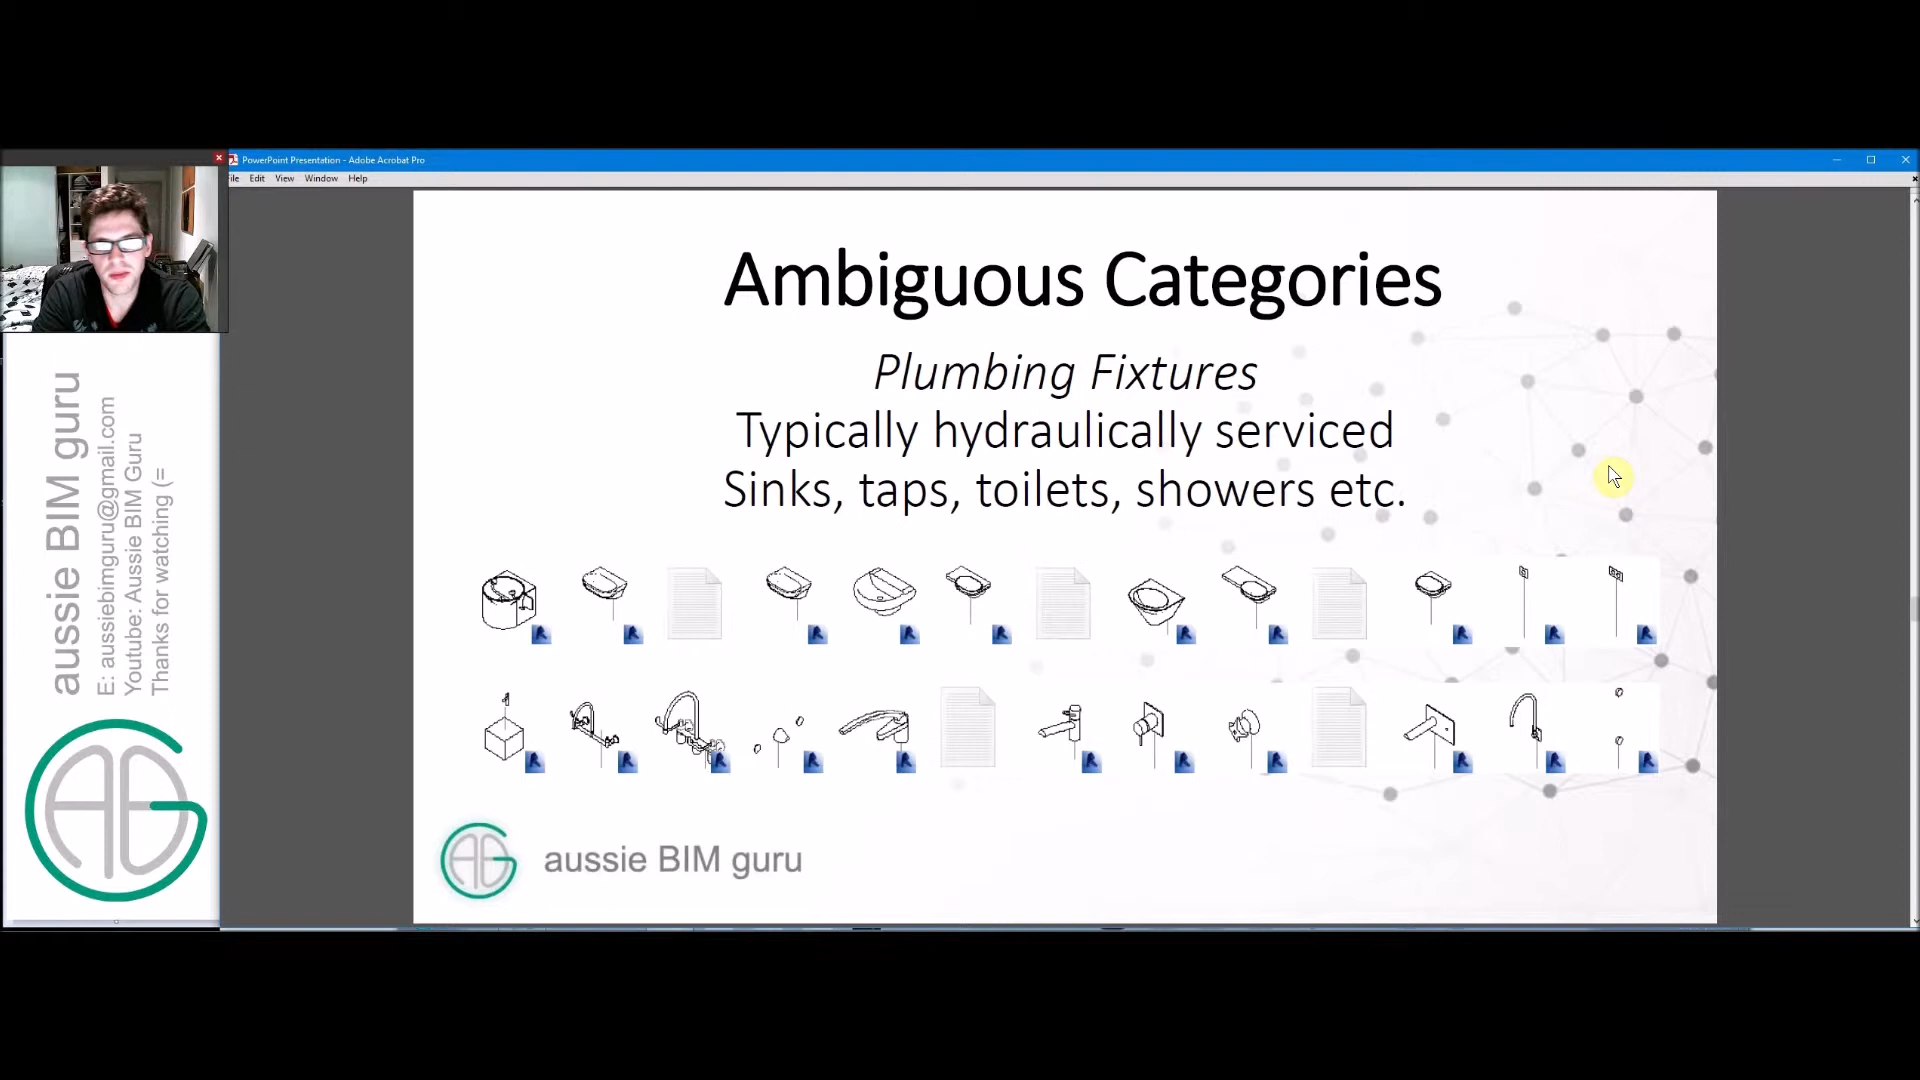 PowerPoint Presentation - Adobe Acrobat Pro
File Edit View Window Help
Ambiguous Categories
Plumbing Fixtures
Typically hydraulically serviced
Sinks, taps, toilets, showers etc.
aussie BIM guru
aussie BIM guru
E: aussiebimguru@gmail.com
Youtube: Aussie BIM Guru
Thanks for watching (=